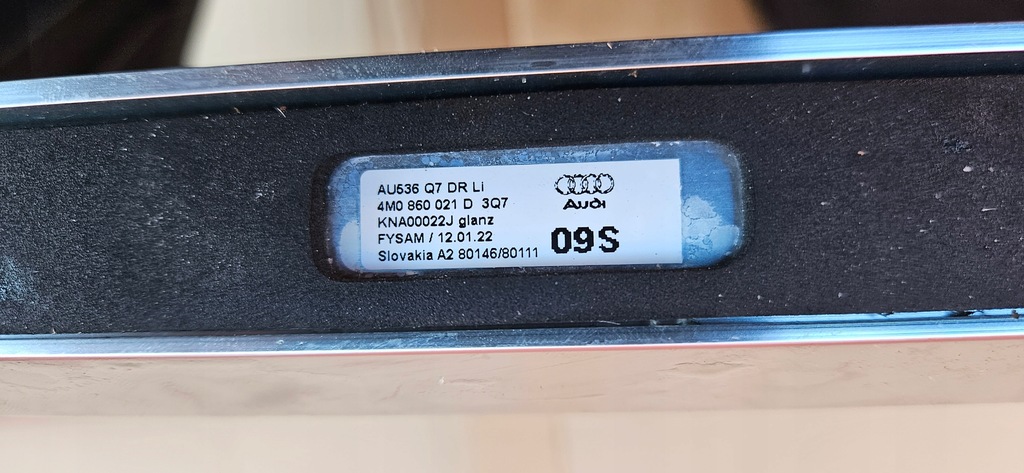 AU536 Q7 DR Li
4M0 860 021 D 3Q7
KNA00022J glanz
FYSAM / 12.01.22
Slovakia A2 80146/80111
Audi
09S